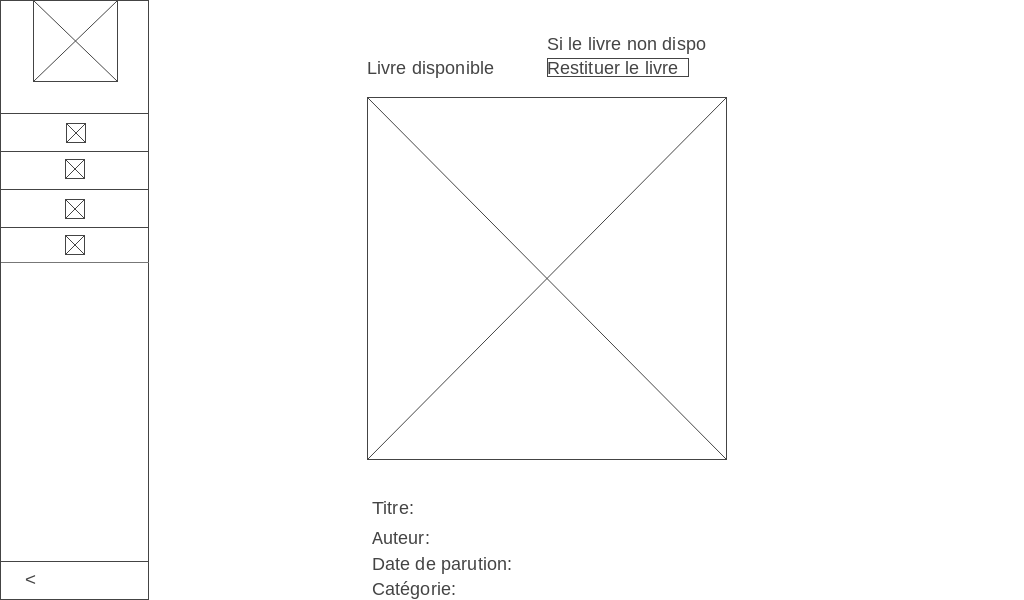 Si le livre non dispo
Livre disponible
Restituer le livre
Titre:
Auteur:
Date de parution:
Catégorie:
<